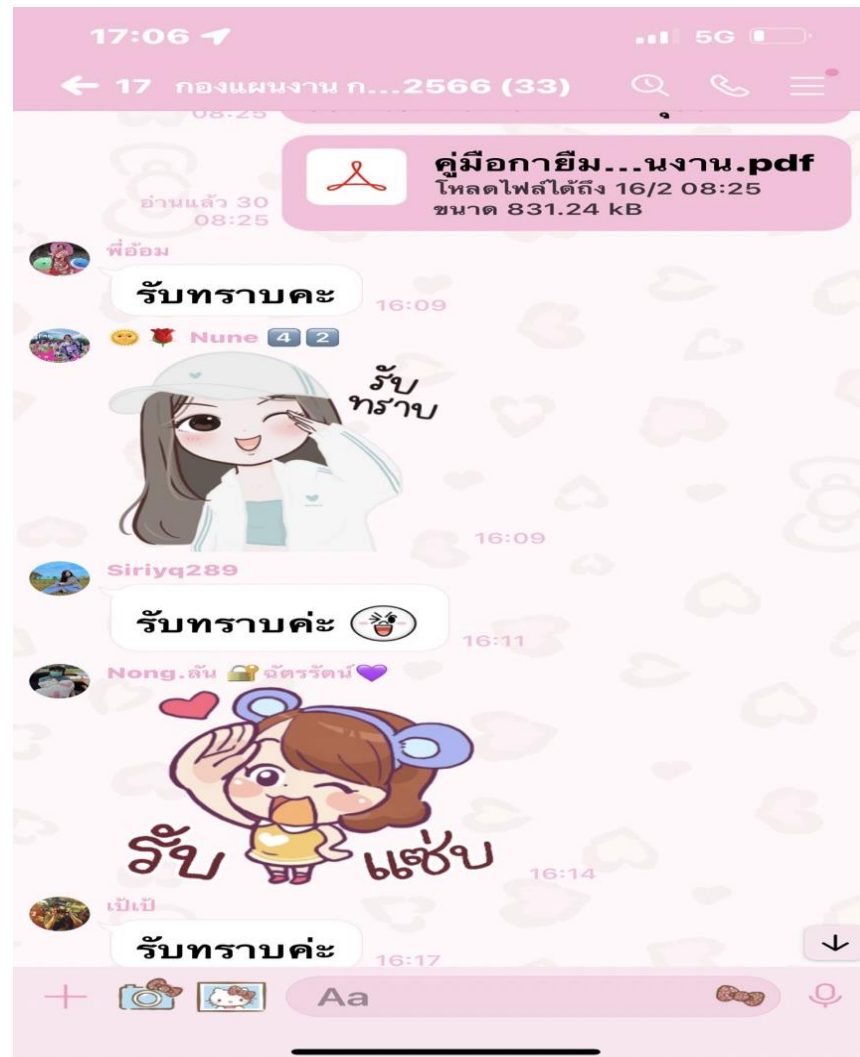 17:06
5G
17 กองแผนงาน ก...2566 (33)
08:25
คู่มือกายืม...นงาน.pdf
โหลดไฟล์ได้ถึง 16/2 08:25
ขนาด 831.24 kB
อ่านแล้ว 30
08:25
พี่อ้อม
รับทราบคะ
16:09
🌞 🌹 Nune 4️⃣ 2️⃣
รับ
ทราบ
16:09
Siriyq289
รับทราบค่ะ
16:11
Nong.ลัน 🔐ฉัตรรัตน์💜
รับ แซ่บ
16:14
เป้เป้
รับทราบค่ะ
16:17
Aa